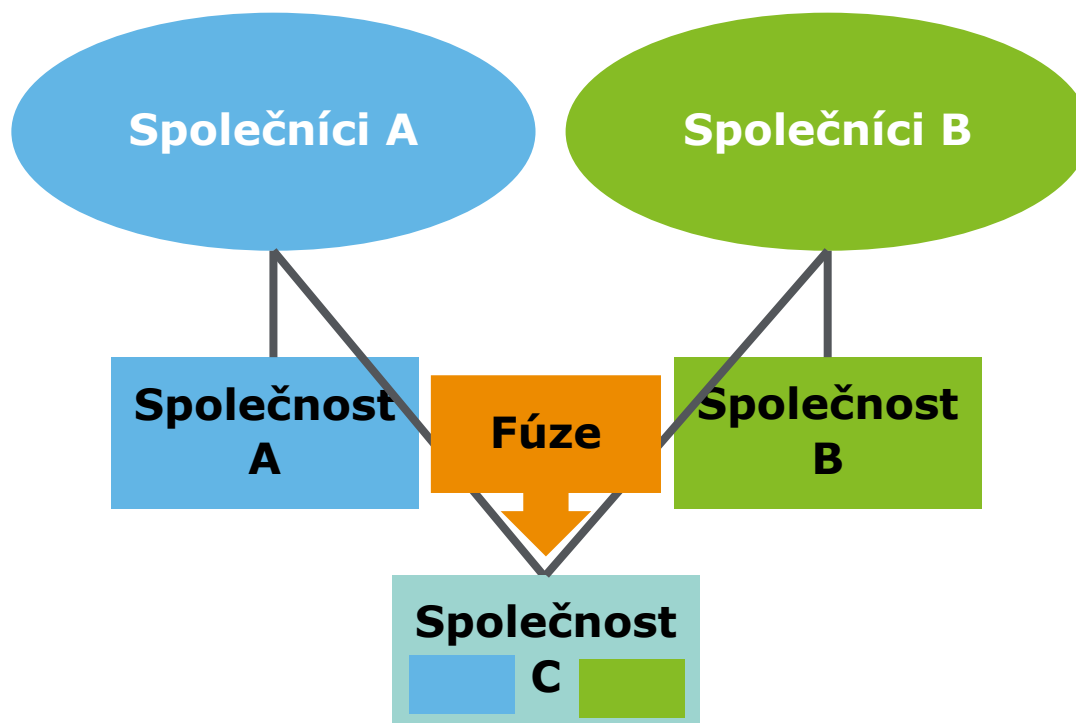 Společníci A
Společníci B
Společnost
A
Fúze
Společnost
B
Společnost
C